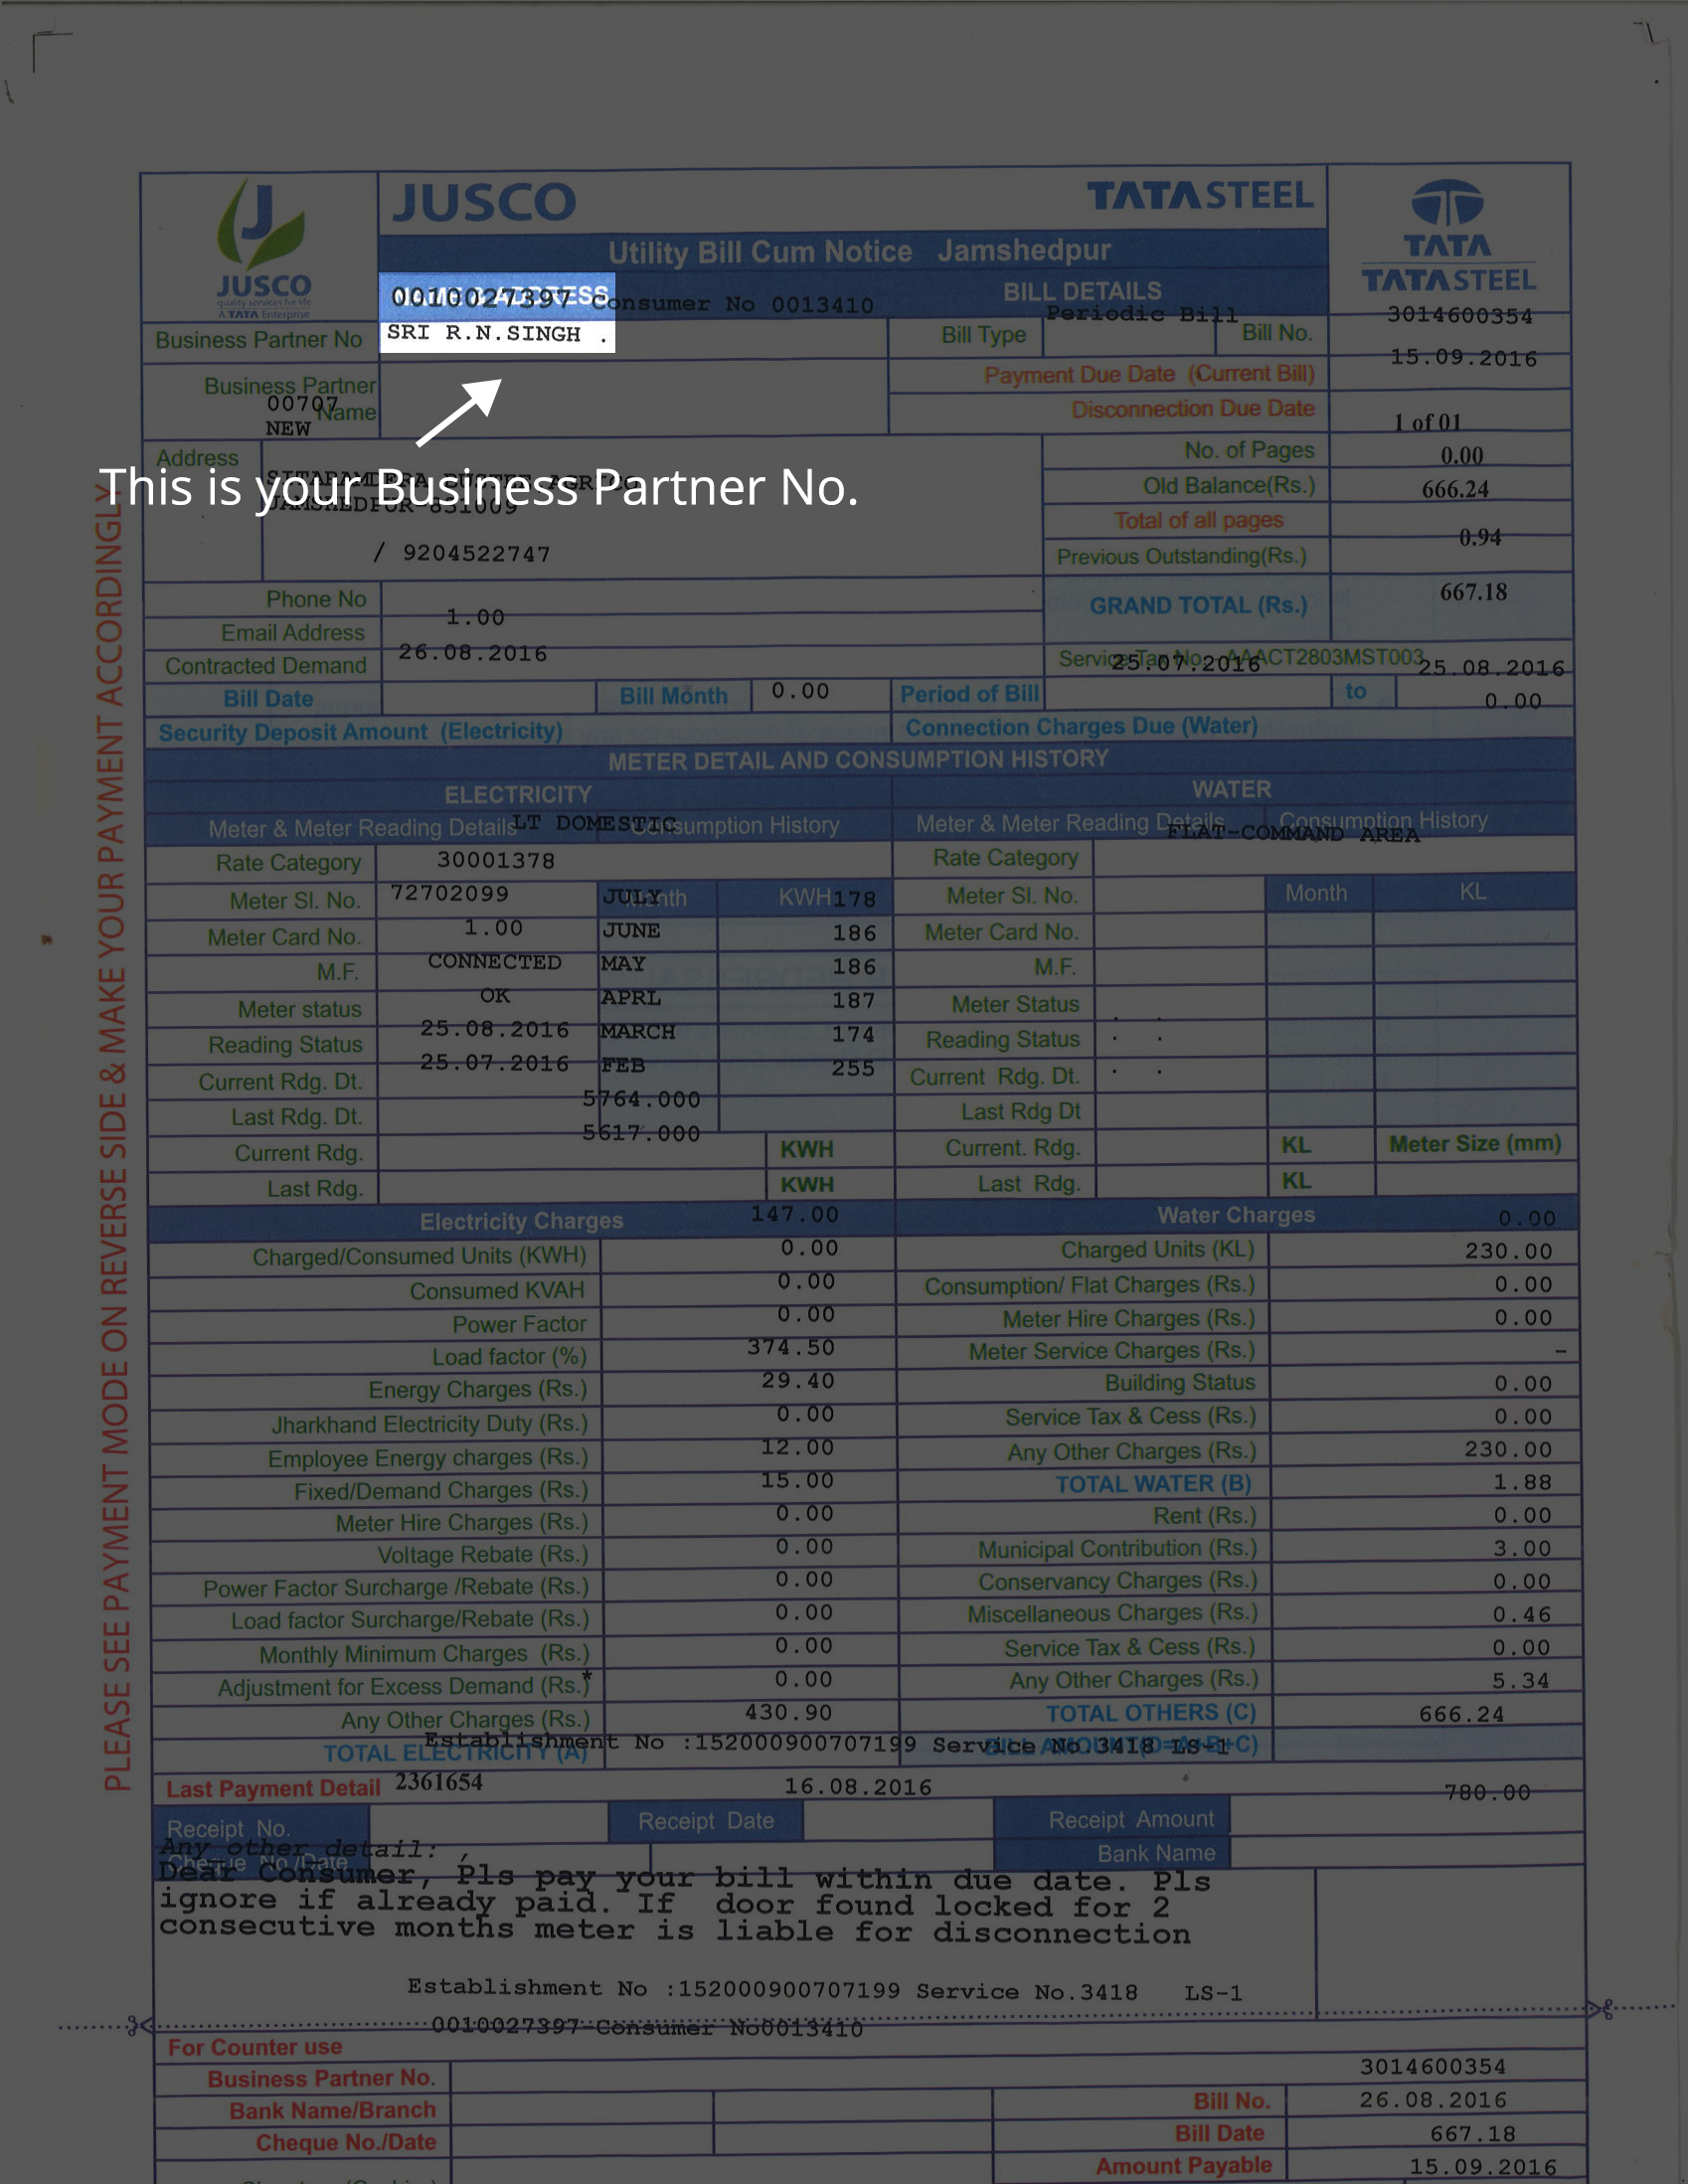 JUSCO
quality services for life
A TATA Enterprise
JUSCO
TATA STEEL
TATA
TATA STEEL
Utility Bill Cum Notice Jamshedpur
NAME & ADDRESS
0010027397 Consumer No 0013410
BILL DETAILS
Periodic Bill
3014600354
Business Partner No
SRI R.N.SINGH .
Bill Type
Bill No.
15.09.2016
Business Partner
Name
00707
NEW
Payment Due Date (Current Bill)
Disconnection Due Date
1 of 01
Address
SITARAMDERA BUSTEE AGRICO
JAMSHEDPUR-831009
This is your Business Partner No.
/ 9204522747
No. of Pages
0.00
Old Balance(Rs.)
666.24
Total of all pages
0.94
Previous Outstanding(Rs.)
GRAND TOTAL (Rs.)
667.18
Phone No
1.00
Email Address
26.08.2016
Contracted Demand
Service Tax No. AAACT2803MST003
25.07.2016
25.08.2016
Bill Date
Bill Month
0.00
Period of Bill
to
0.00
Security Deposit Amount (Electricity)
Connection Charges Due (Water)
METER DETAIL AND CONSUMPTION HISTORY
ELECTRICITY
WATER
Meter & Meter Reading Details
LT DOMESTIC
Consumption History
Meter & Meter Reading Details
FLAT-COMMAND AREA
Consumption History
Rate Category
30001378
Rate Category
Meter Sl. No.
72702099
Month
JULY
KWH
178
Meter Sl. No.
Month
KL
Meter Card No.
1.00
JUNE
186
Meter Card No.
M.F.
CONNECTED
MAY
186
M.F.
Meter status
OK
APRL
187
Meter Status
Reading Status
25.08.2016
MARCH
174
Reading Status
Current Rdg. Dt.
25.07.2016
FEB
255
Current Rdg. Dt.
Last Rdg. Dt.
5764.000
Last Rdg Dt
Current Rdg.
5617.000
KWH
Current. Rdg.
KL
Meter Size (mm)
Last Rdg.
KWH
Last Rdg.
KL
Electricity Charges
147.00
Water Charges
0.00
Charged/Consumed Units (KWH)
0.00
Charged Units (KL)
230.00
Consumed KVAH
0.00
Consumption/ Flat Charges (Rs.)
0.00
Power Factor
0.00
Meter Hire Charges (Rs.)
0.00
Load factor (%)
374.50
Meter Service Charges (Rs.)
-
Energy Charges (Rs.)
29.40
Building Status
0.00
Jharkhand Electricity Duty (Rs.)
0.00
Service Tax & Cess (Rs.)
0.00
Employee Energy charges (Rs.)
12.00
Any Other Charges (Rs.)
230.00
Fixed/Demand Charges (Rs.)
15.00
TOTAL WATER (B)
1.88
Meter Hire Charges (Rs.)
0.00
Rent (Rs.)
0.00
Voltage Rebate (Rs.)
0.00
Municipal Contribution (Rs.)
3.00
Power Factor Surcharge /Rebate (Rs.)
0.00
Conservancy Charges (Rs.)
0.00
Load factor Surcharge/Rebate (Rs.)
0.00
Miscellaneous Charges (Rs.)
0.46
Monthly Minimum Charges (Rs.)
0.00
Service Tax & Cess (Rs.)
0.00
Adjustment for Excess Demand (Rs.)*
0.00
Any Other Charges (Rs.)
5.34
Any Other Charges (Rs.)
430.90
TOTAL OTHERS (C)
666.24
TOTAL ELECTRICITY (A)
Establishment No :152000900707199 Service No.3418 LS-1
BILL AMOUNT(D=A+B+C)
Last Payment Detail
2361654
16.08.2016
780.00
Receipt No.
Receipt Date
Receipt Amount
Any other detail: ,
Cheque No./Date
Bank Name
Dear Consumer, Pls pay your bill within due date. Pls
ignore if already paid. If door found locked for 2
consecutive months meter is liable for disconnection
Establishment No :152000900707199 Service No.3418 LS-1
0010027397-Consumer No0013410
For Counter use
Business Partner No.
3014600354
Bank Name/Branch
Bill No.
26.08.2016
Cheque No./Date
Bill Date
667.18
Amount Payable
15.09.2016
PLEASE SEE PAYMENT MODE ON REVERSE SIDE & MAKE YOUR PAYMENT ACCORDINGLY